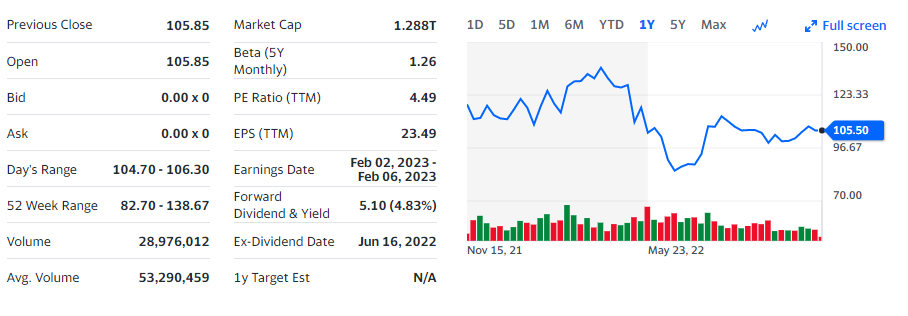 Previous Close 105.85
Open 105.85
Bid 0.00 x 0
Ask 0.00 x 0
Day's Range 104.70 - 106.30
52 Week Range 82.70 - 138.67
Volume 28,976,012
Avg. Volume 53,290,459
Market Cap 1.288T
Beta (5Y
Monthly) 1.26
PE Ratio (TTM) 4.49
EPS (TTM) 23.49
Earnings Date Feb 02, 2023 -
Feb 06, 2023
Forward
Dividend & Yield 5.10 (4.83%)
Ex-Dividend Date Jun 16, 2022
1y Target Est N/A
1D 5D 1M 6M YTD 1Y 5Y Max Full screen
150.00
123.33
105.50
96.67
70.00
Nov 15, 21 May 23, 22